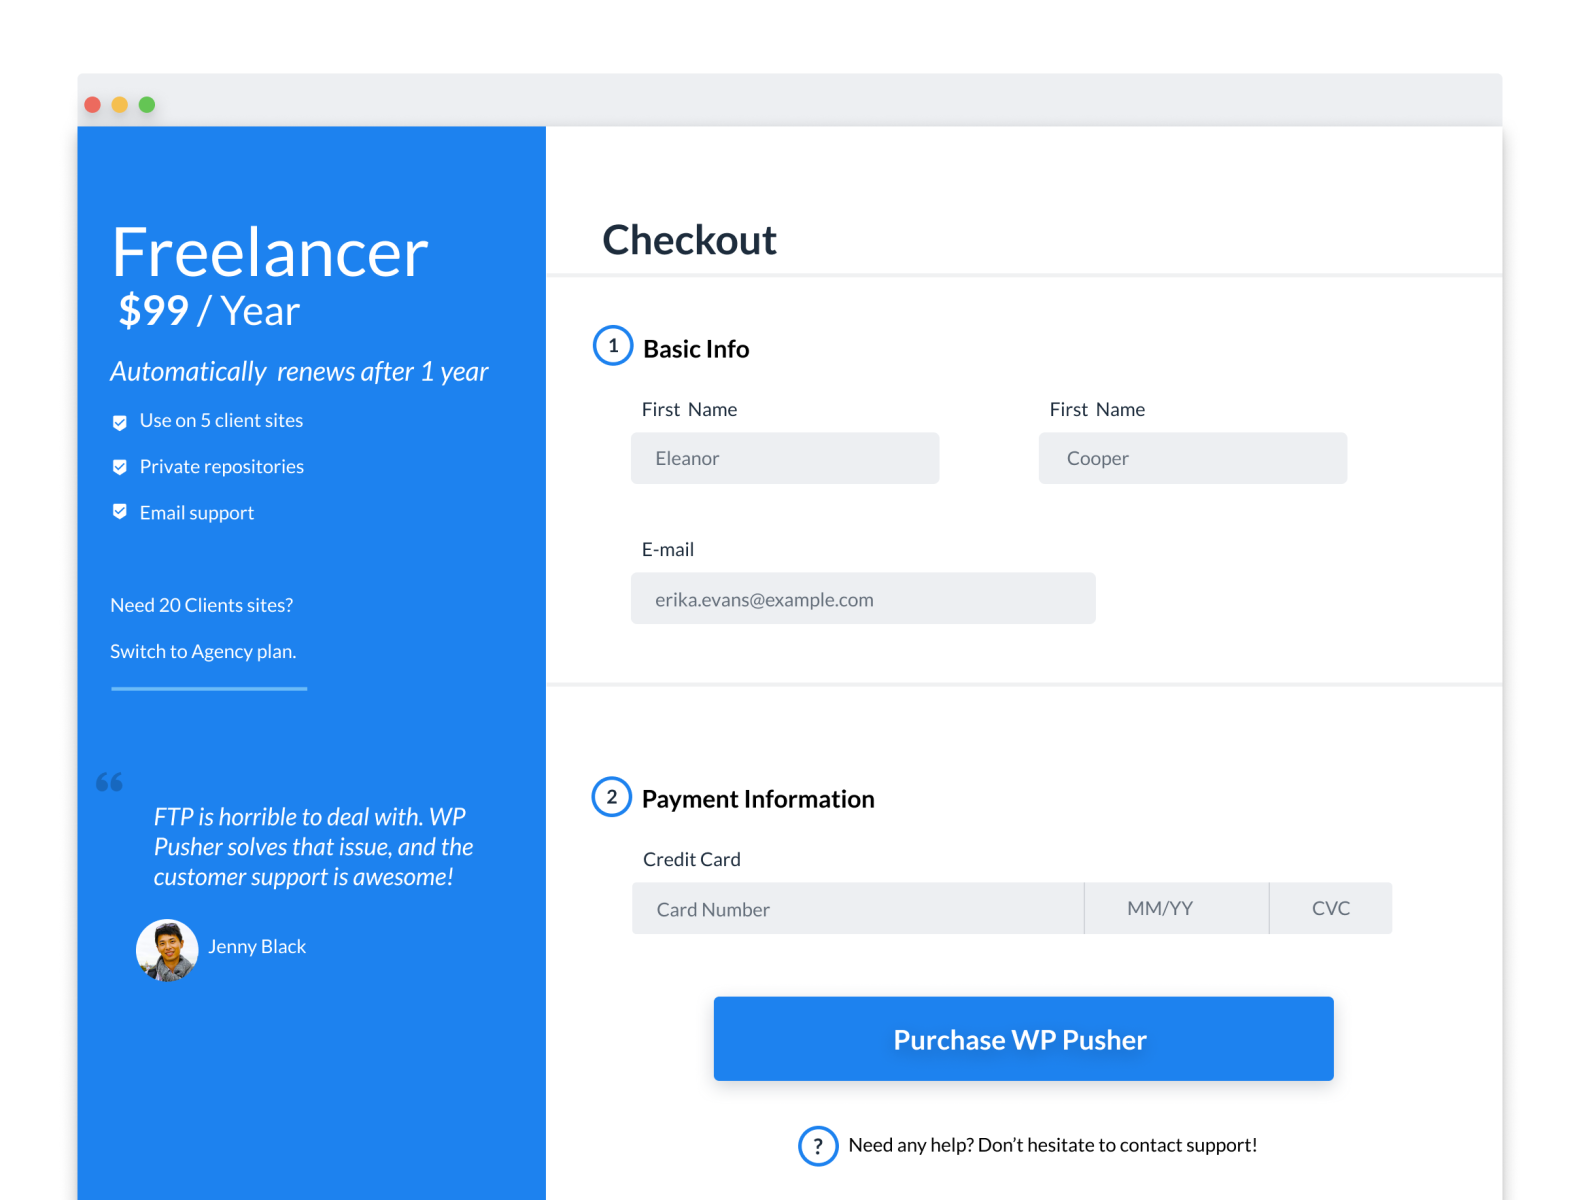 Freelancer
$99 / Year
Automatically renews after 1 year
Use on 5 client sites
Private repositories
Email support
Need 20 Clients sites?
Switch to Agency plan.
“
FTP is horrible to deal with. WP
Pusher solves that issue, and the
customer support is awesome!
Jenny Black
Checkout
1 Basic Info
First Name First Name
Eleanor Cooper
E-mail
erika.evans@example.com
2 Payment Information
Credit Card
Card Number MM/YY CVC
Purchase WP Pusher
? Need any help? Don’t hesitate to contact support!